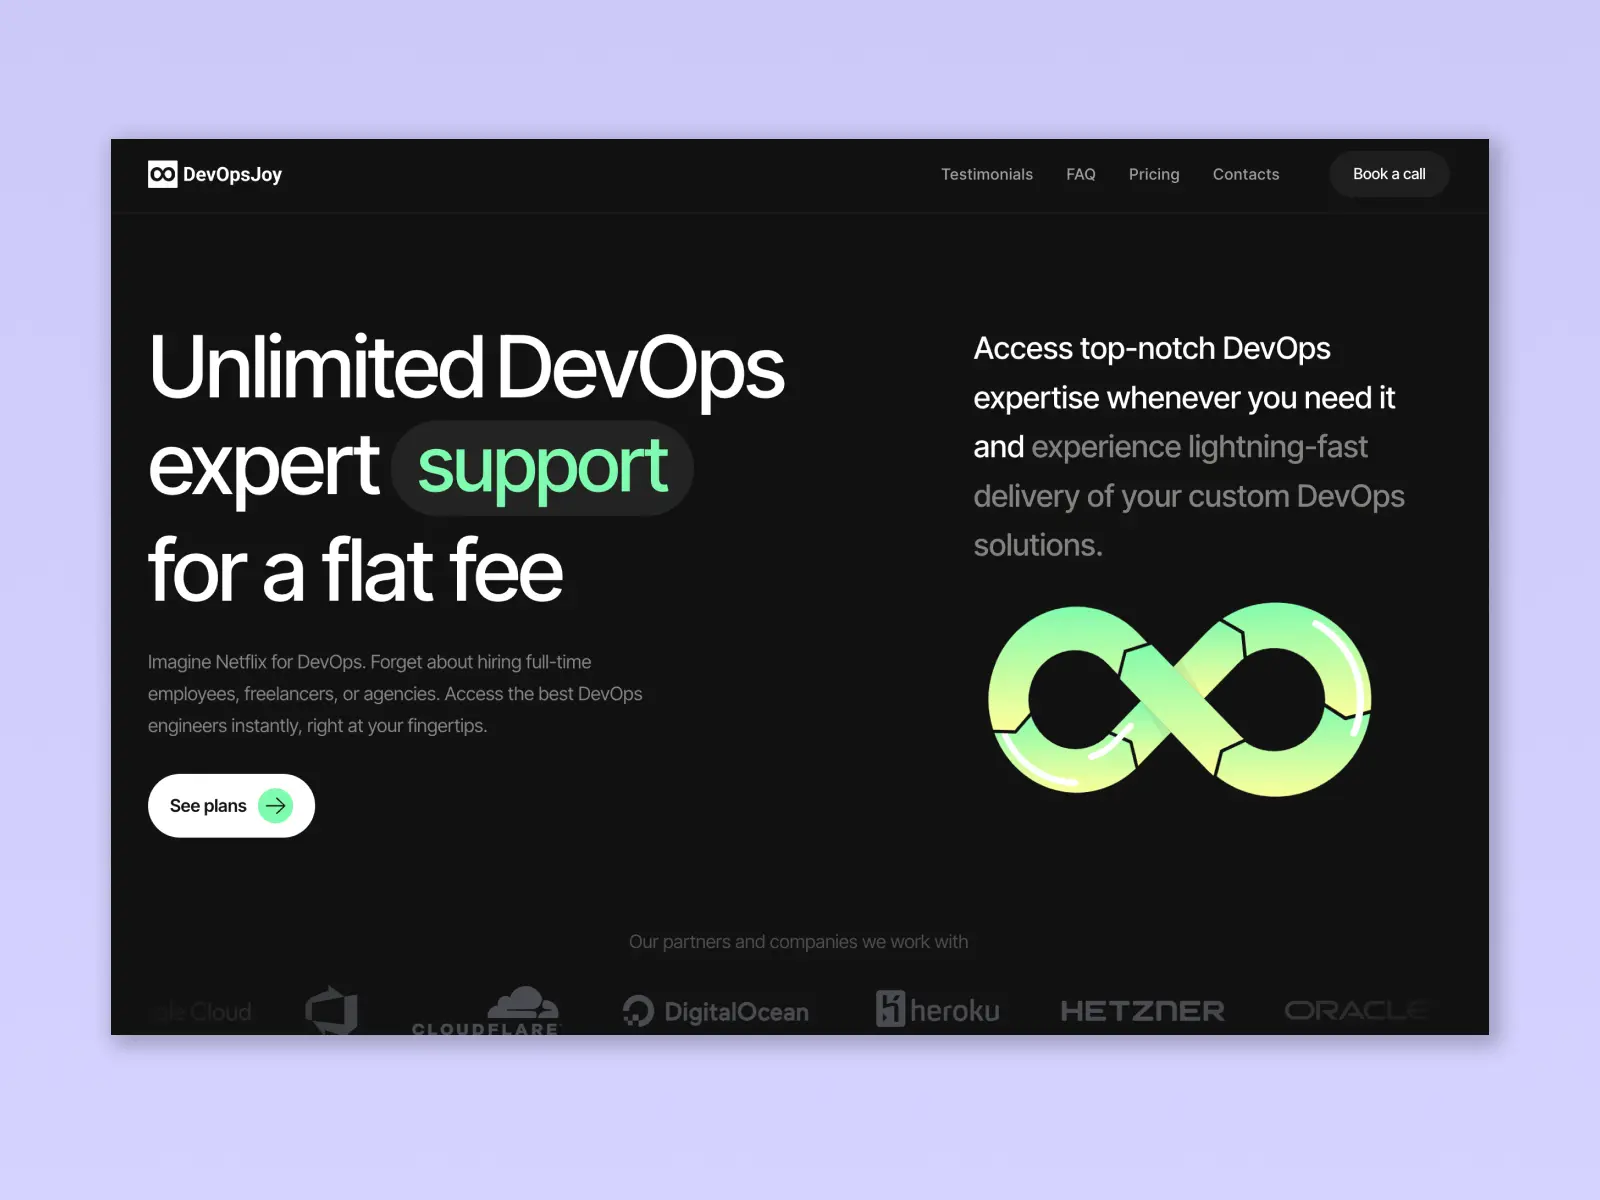 DevOpsJoy
Testimonials
FAQ
Pricing
Contacts
Book a call
Unlimited DevOps
expert support
for a flat fee
Imagine Netflix for DevOps. Forget about hiring full-time
employees, freelancers, or agencies. Access the best DevOps
engineers instantly, right at your fingertips.
See plans
Access top-notch DevOps
expertise whenever you need it
and experience lightning-fast
delivery of your custom DevOps
solutions.
Our partners and companies we work with
Cloud
CLOUDFLARE
DigitalOcean
heroku
HETZNER
ORACLE